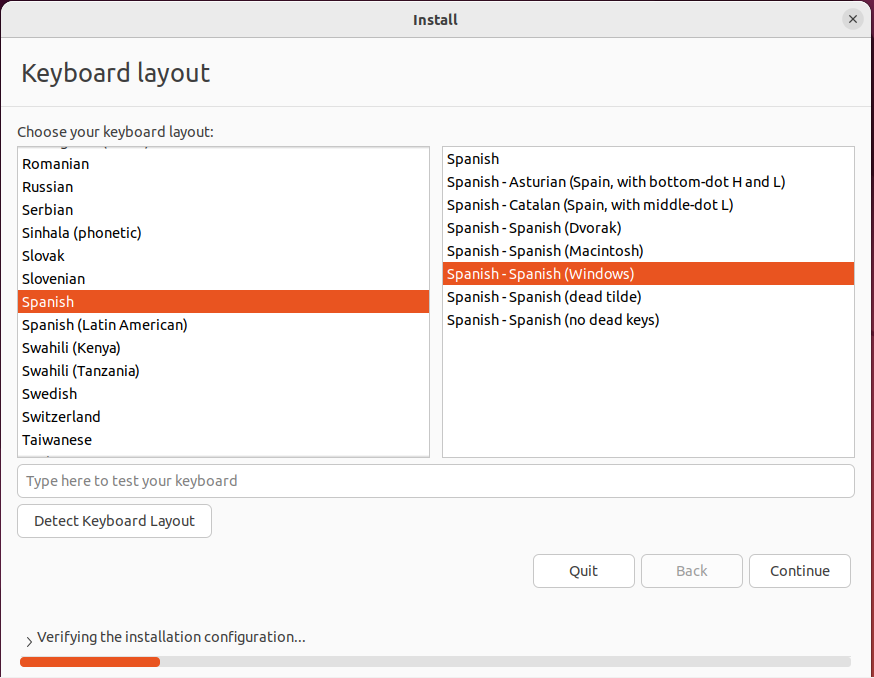 Install
Keyboard layout
Choose your keyboard layout:
Romanian
Russian
Serbian
Sinhala (phonetic)
Slovak
Slovenian
Spanish
Spanish (Latin American)
Swahili (Kenya)
Swahili (Tanzania)
Swedish
Switzerland
Taiwanese
Spanish
Spanish - Asturian (Spain, with bottom-dot H and L)
Spanish - Catalan (Spain, with middle-dot L)
Spanish - Spanish (Dvorak)
Spanish - Spanish (Macintosh)
Spanish - Spanish (Windows)
Spanish - Spanish (dead tilde)
Spanish - Spanish (no dead keys)
Type here to test your keyboard
Detect Keyboard Layout
Quit
Back
Continue
Verifying the installation configuration...